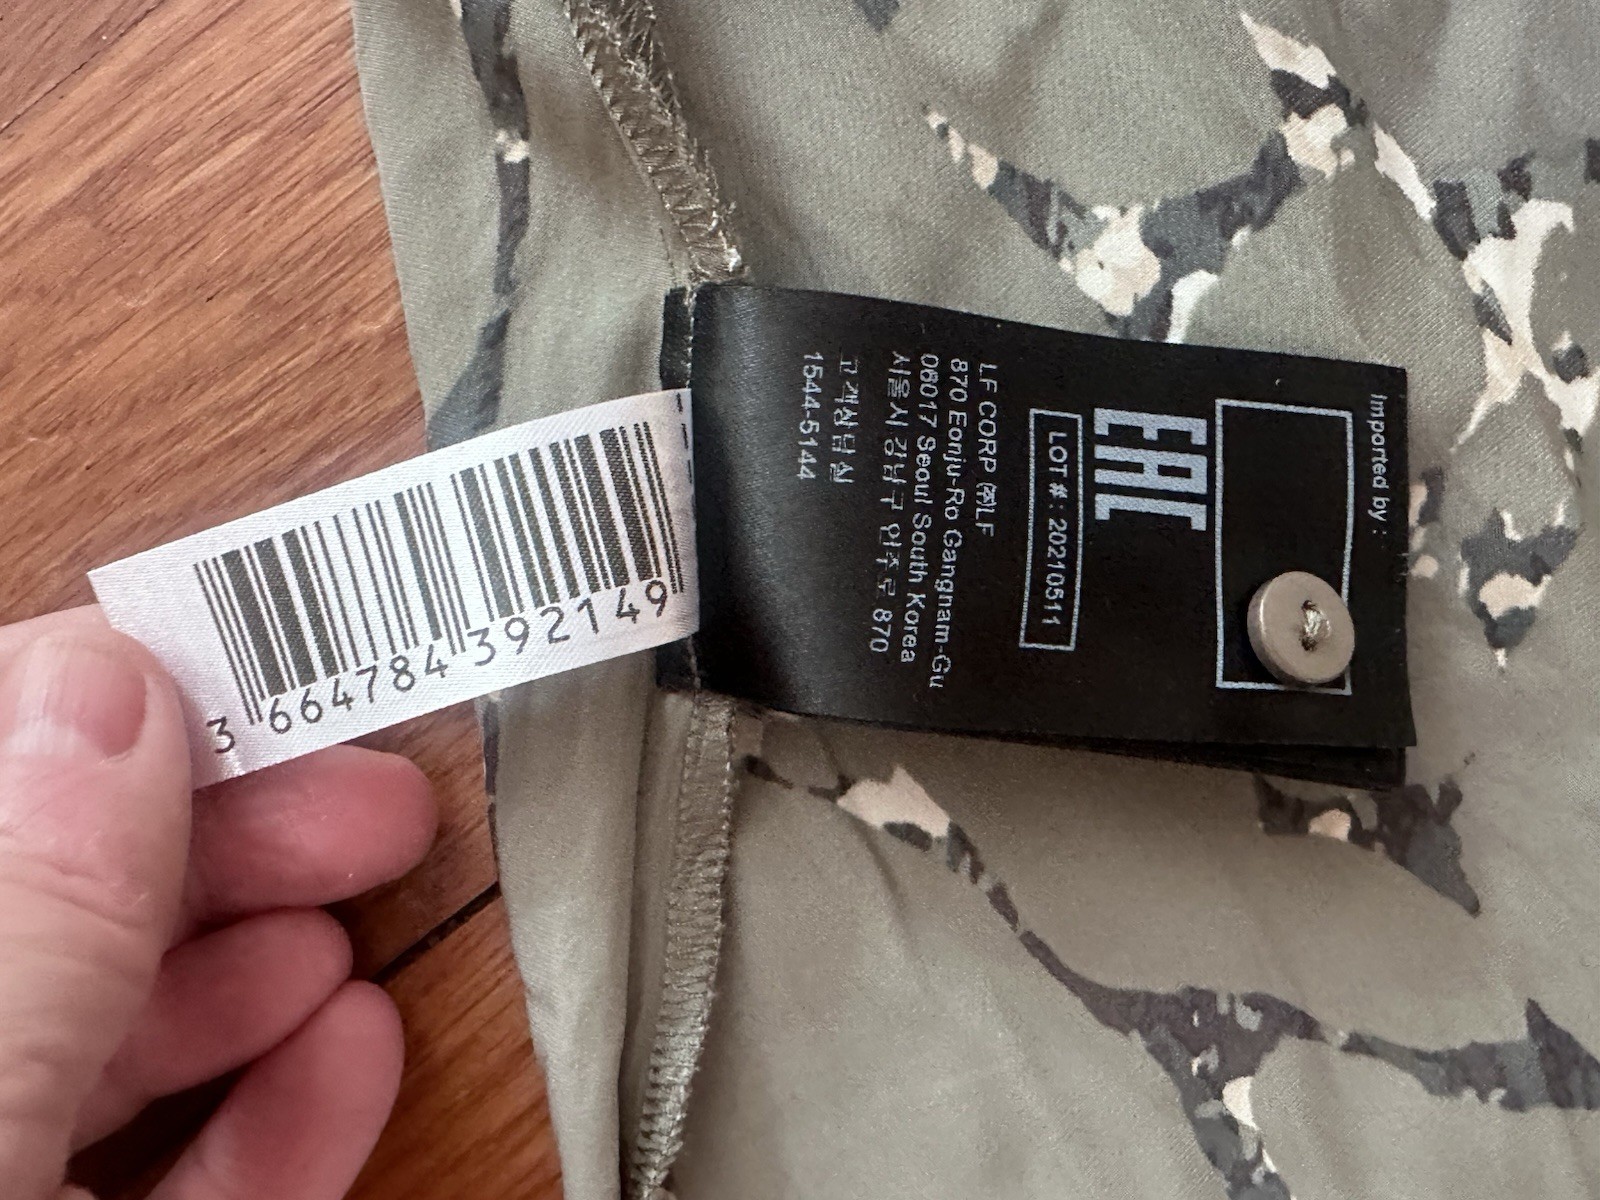 Imported by :
EAC
LOT # : 20210511
LF CORP ㈜LF
870 Eonju-Ro Gangnam-Gu
06017 Seoul South Korea
서울시 강남구 언주로 870
고객상담실
1544-5144
3 664784 392149